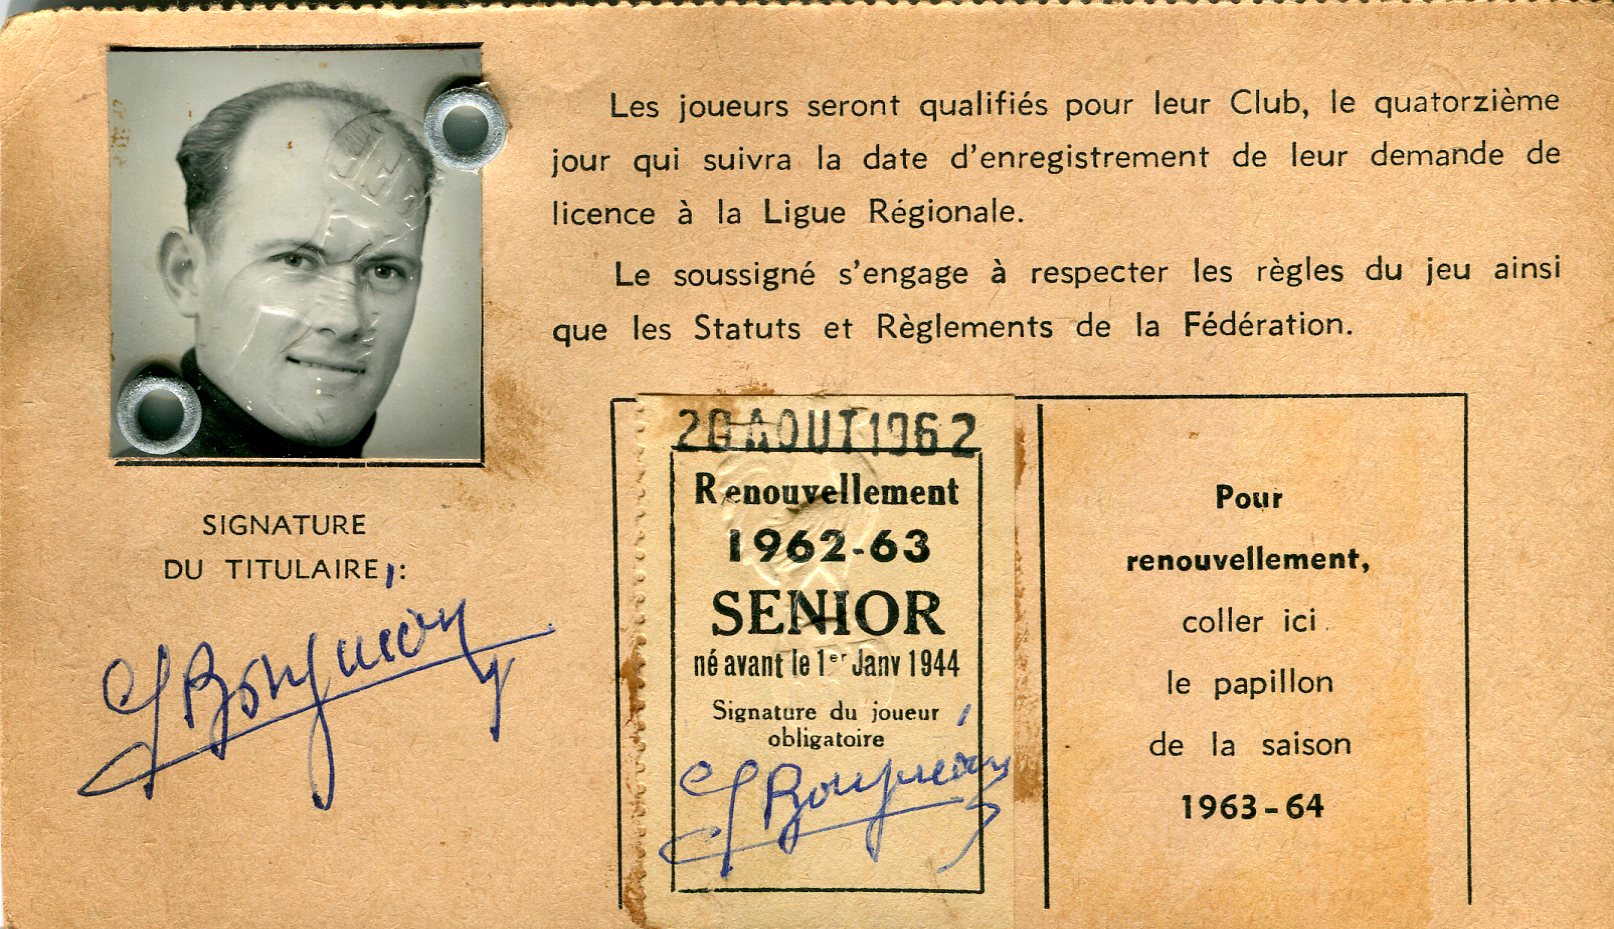 Les joueurs seront qualifiés pour leur Club, le quatorzième
jour qui suivra la date d'enregistrement de leur demande de
licence à la Ligue Régionale.
Le soussigné s'engage à respecter les règles du jeu ainsi
que les Statuts et Règlements de la Fédération.
SIGNATURE
DU TITULAIRE :
AOUT 1962
Renouvellement
1962-63
SENIOR
né avant le 1er Janv 1944
Signature du joueur
obligatoire
Pour
renouvellement,
coller ici
le papillon
de la saison
1963-64